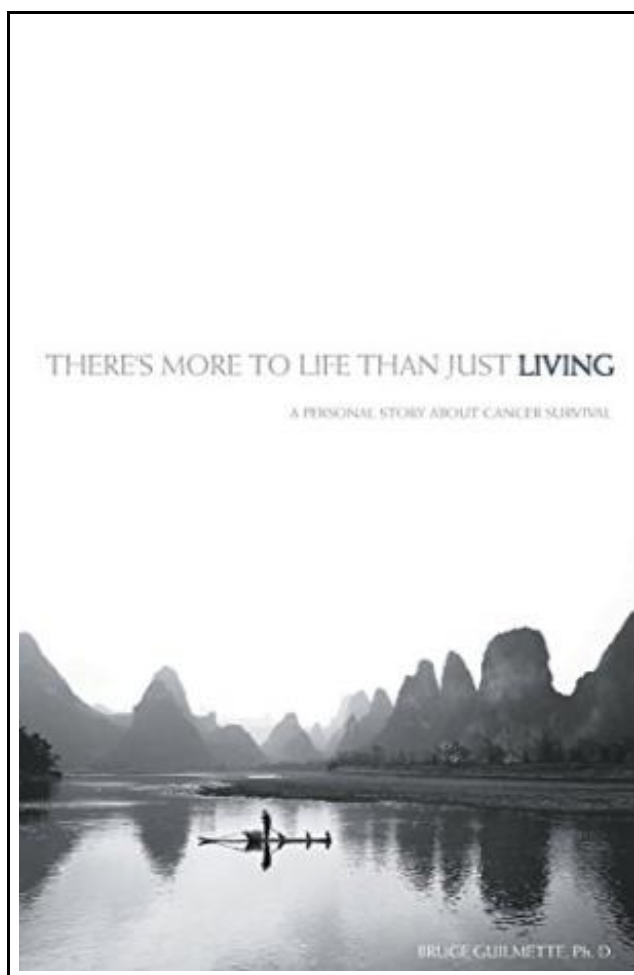 THERE'S MORE TO LIFE THAN JUST LIVING
A PERSONAL STORY ABOUT CANCER SURVIVAL
BRUCE GUILMETTE, Ph. D.